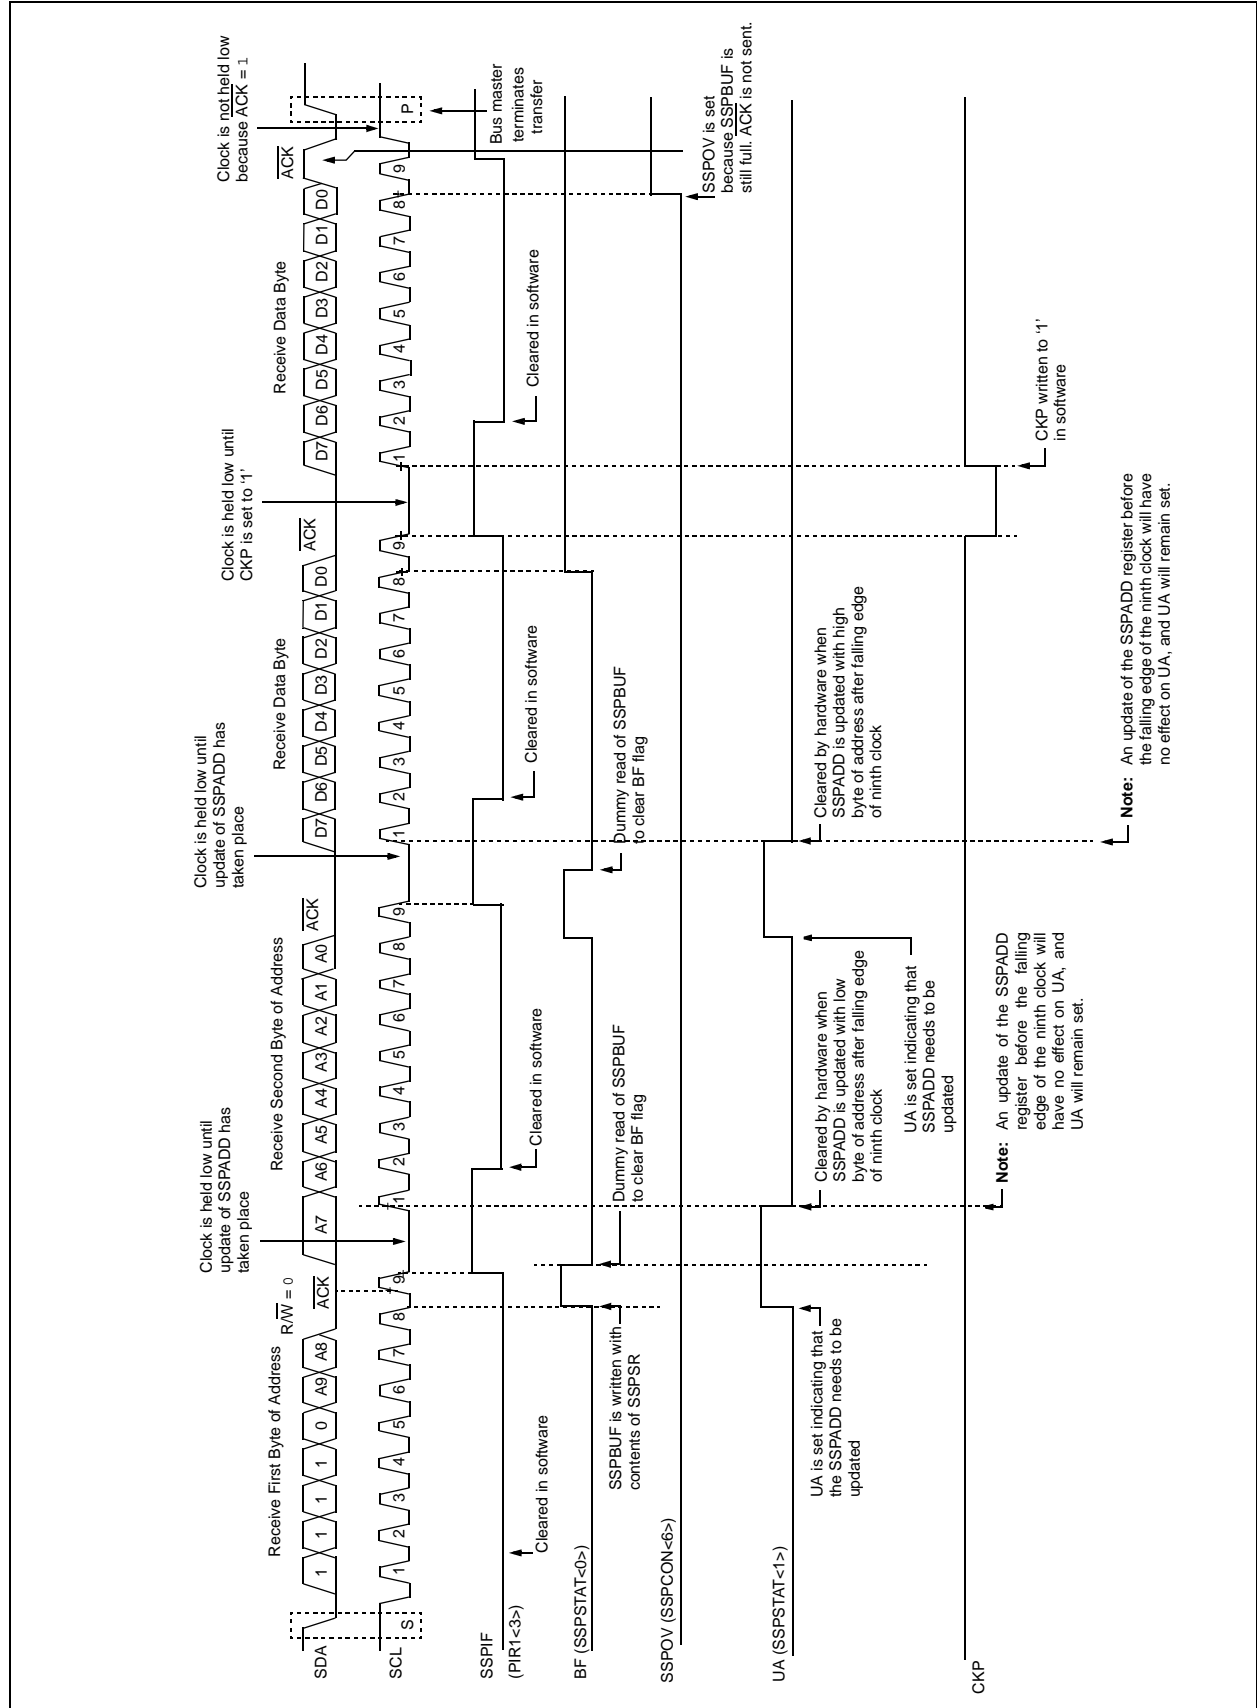 Clock is not held low
because ACK = 1
Clock is held low until
CKP is set to ‘1’
Clock is held low until
update of SSPADD has
taken place
Clock is held low until
update of SSPADD has
taken place
Receive First Byte of Address
R/W = 0
ACK
Receive Second Byte of Address
ACK
Receive Data Byte
ACK
Receive Data Byte
ACK
SDA
1 1 1 1 0 A9 A8 A7 A6 A5 A4 A3 A2 A1 A0 D7 D6 D5 D4 D3 D2 D1 D0 D7 D6 D5 D4 D3 D2 D1 D0
SCL
S 1 2 3 4 5 6 7 8 9 1 2 3 4 5 6 7 8 9 1 2 3 4 5 6 7 8 9 1 2 3 4 5 6 7 8 9 P
Bus master
terminates
transfer
SSPIF
(PIR1<3>)
Cleared in software
Cleared in software
Cleared in software
Cleared in software
BF (SSPSTAT<0>)
SSPBUF is written with
contents of SSPSR
Dummy read of SSPBUF
to clear BF flag
Dummy read of SSPBUF
to clear BF flag
SSPOV (SSPCON<6>)
SSPOV is set
because SSPBUF is
still full. ACK is not sent.
UA (SSPSTAT<1>)
UA is set indicating that
the SSPADD needs to be
updated
Cleared by hardware when
SSPADD is updated with low
byte of address after falling edge
of ninth clock
UA is set indicating that
SSPADD needs to be
updated
Cleared by hardware when
SSPADD is updated with high
byte of address after falling edge
of ninth clock
CKP
CKP written to ‘1’
in software
Note: An update of the SSPADD
register before the falling
edge of the ninth clock will
have no effect on UA, and
UA will remain set.
Note: An update of the SSPADD register before
the falling edge of the ninth clock will have
no effect on UA, and UA will remain set.